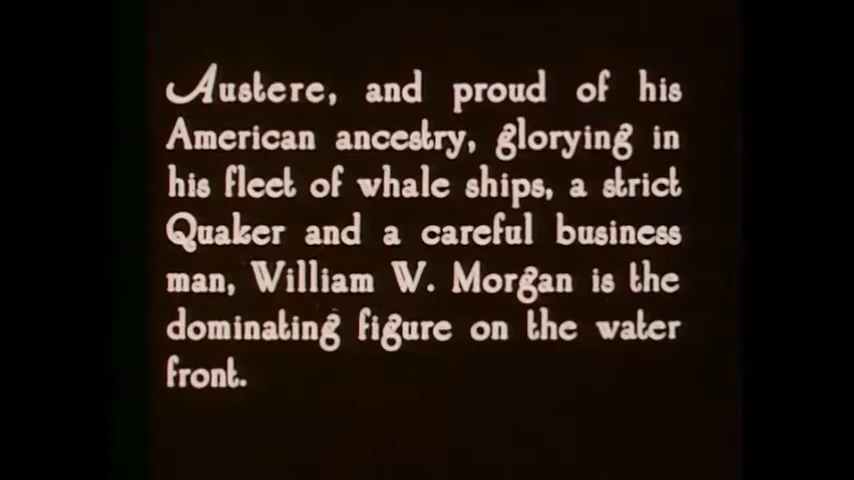 Austere, and proud of his
American ancestry, glorying in
his fleet of whale ships, a strict
Quaker and a careful business
man, William W. Morgan is the
dominating figure on the water
front.